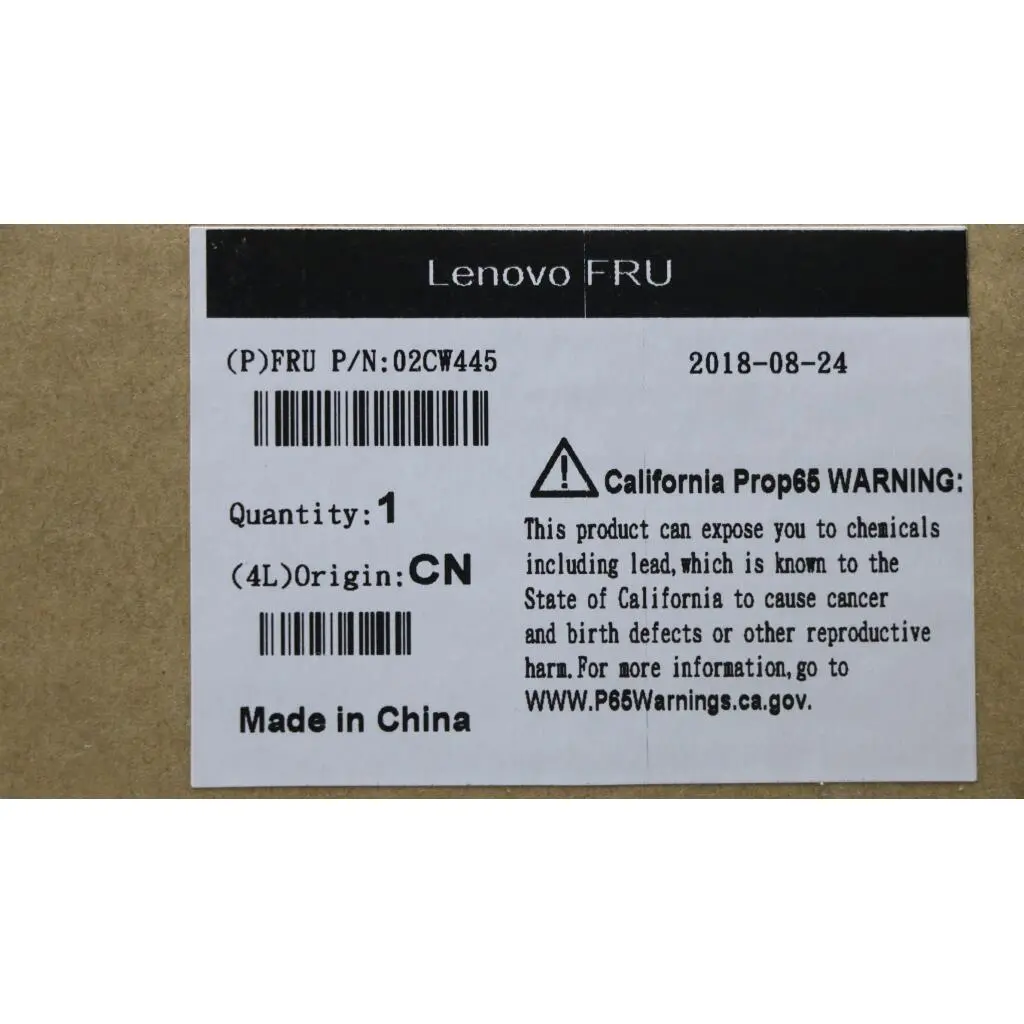 Lenovo FRU
(P)FRU P/N:02CW445
2018-08-24
Quantity:1
(4L)Origin:CN
Made in China
California Prop65 WARNING:
This product can expose you to chemicals
including lead,which is known to the
State of California to cause cancer
and birth defects or other reproductive
harm.For more information,go to
WWW.P65Warnings.ca.gov.